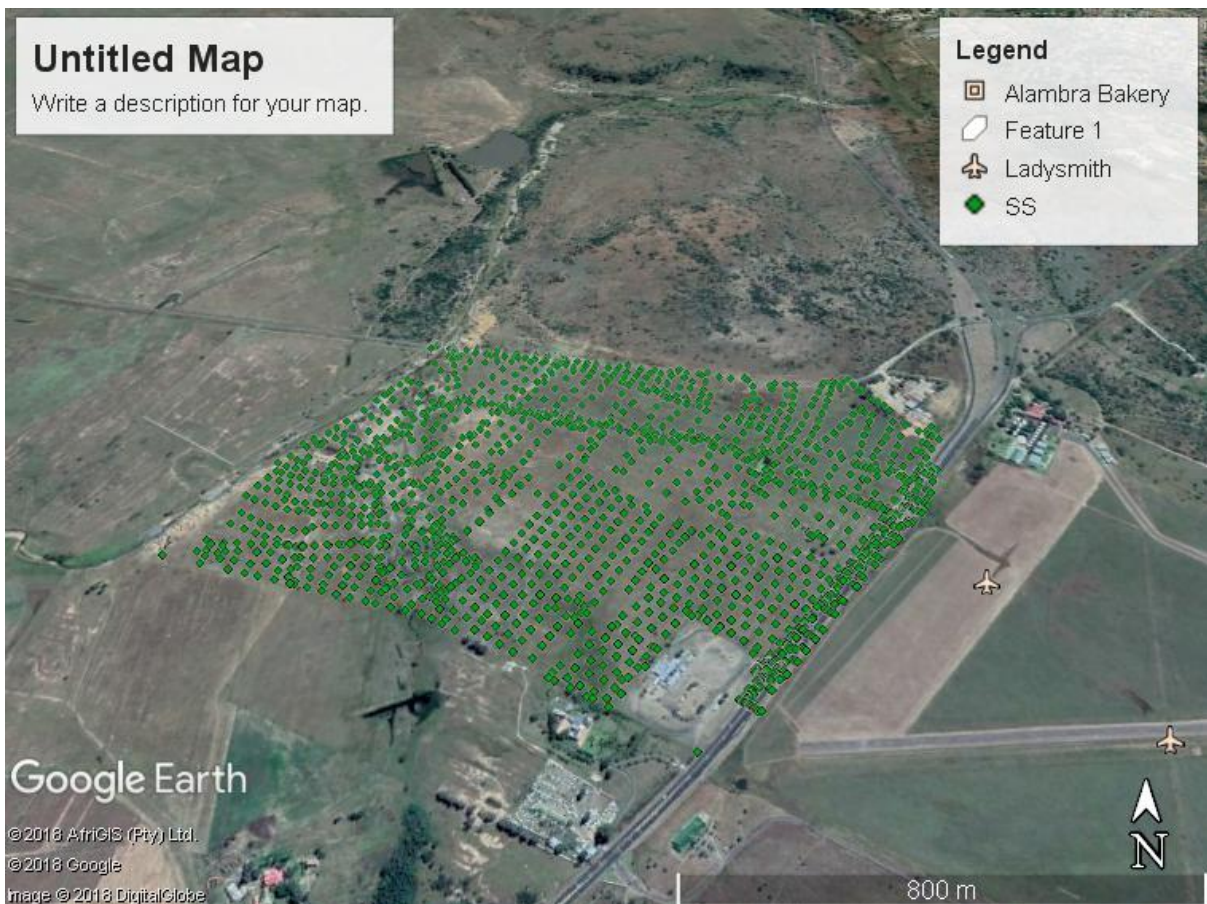 Untitled Map
Write a description for your map.
Legend
Alambra Bakery
Feature 1
Ladysmith
SS
Google Earth
©2018 AfriGIS (Pty) Ltd.
©2018 Google
Image © 2018 DigitalGlobe
N
800 m